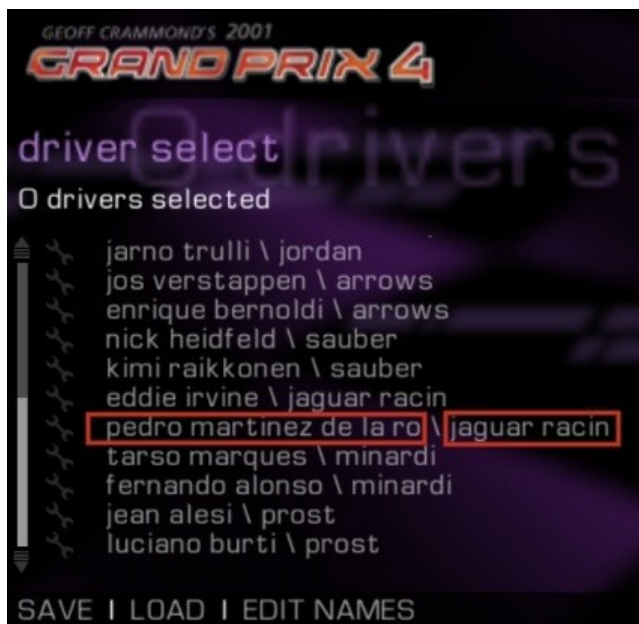 GEOFF CRAMMOND'S 2001
GRAND PRIX 4
O drivers
driver select
O drivers selected
jarno trulli \ jordan
jos verstappen \ arrows
enrique bernoldi \ arrows
nick heidfeld \ sauber
kimi raikkonen \ sauber
eddie irvine \ jaguar racin
pedro martinez de la ro \ jaguar racin
tarso marques \ minardi
fernando alonso \ minardi
jean alesi \ prost
luciano burti \ prost
SAVE | LOAD | EDIT NAMES